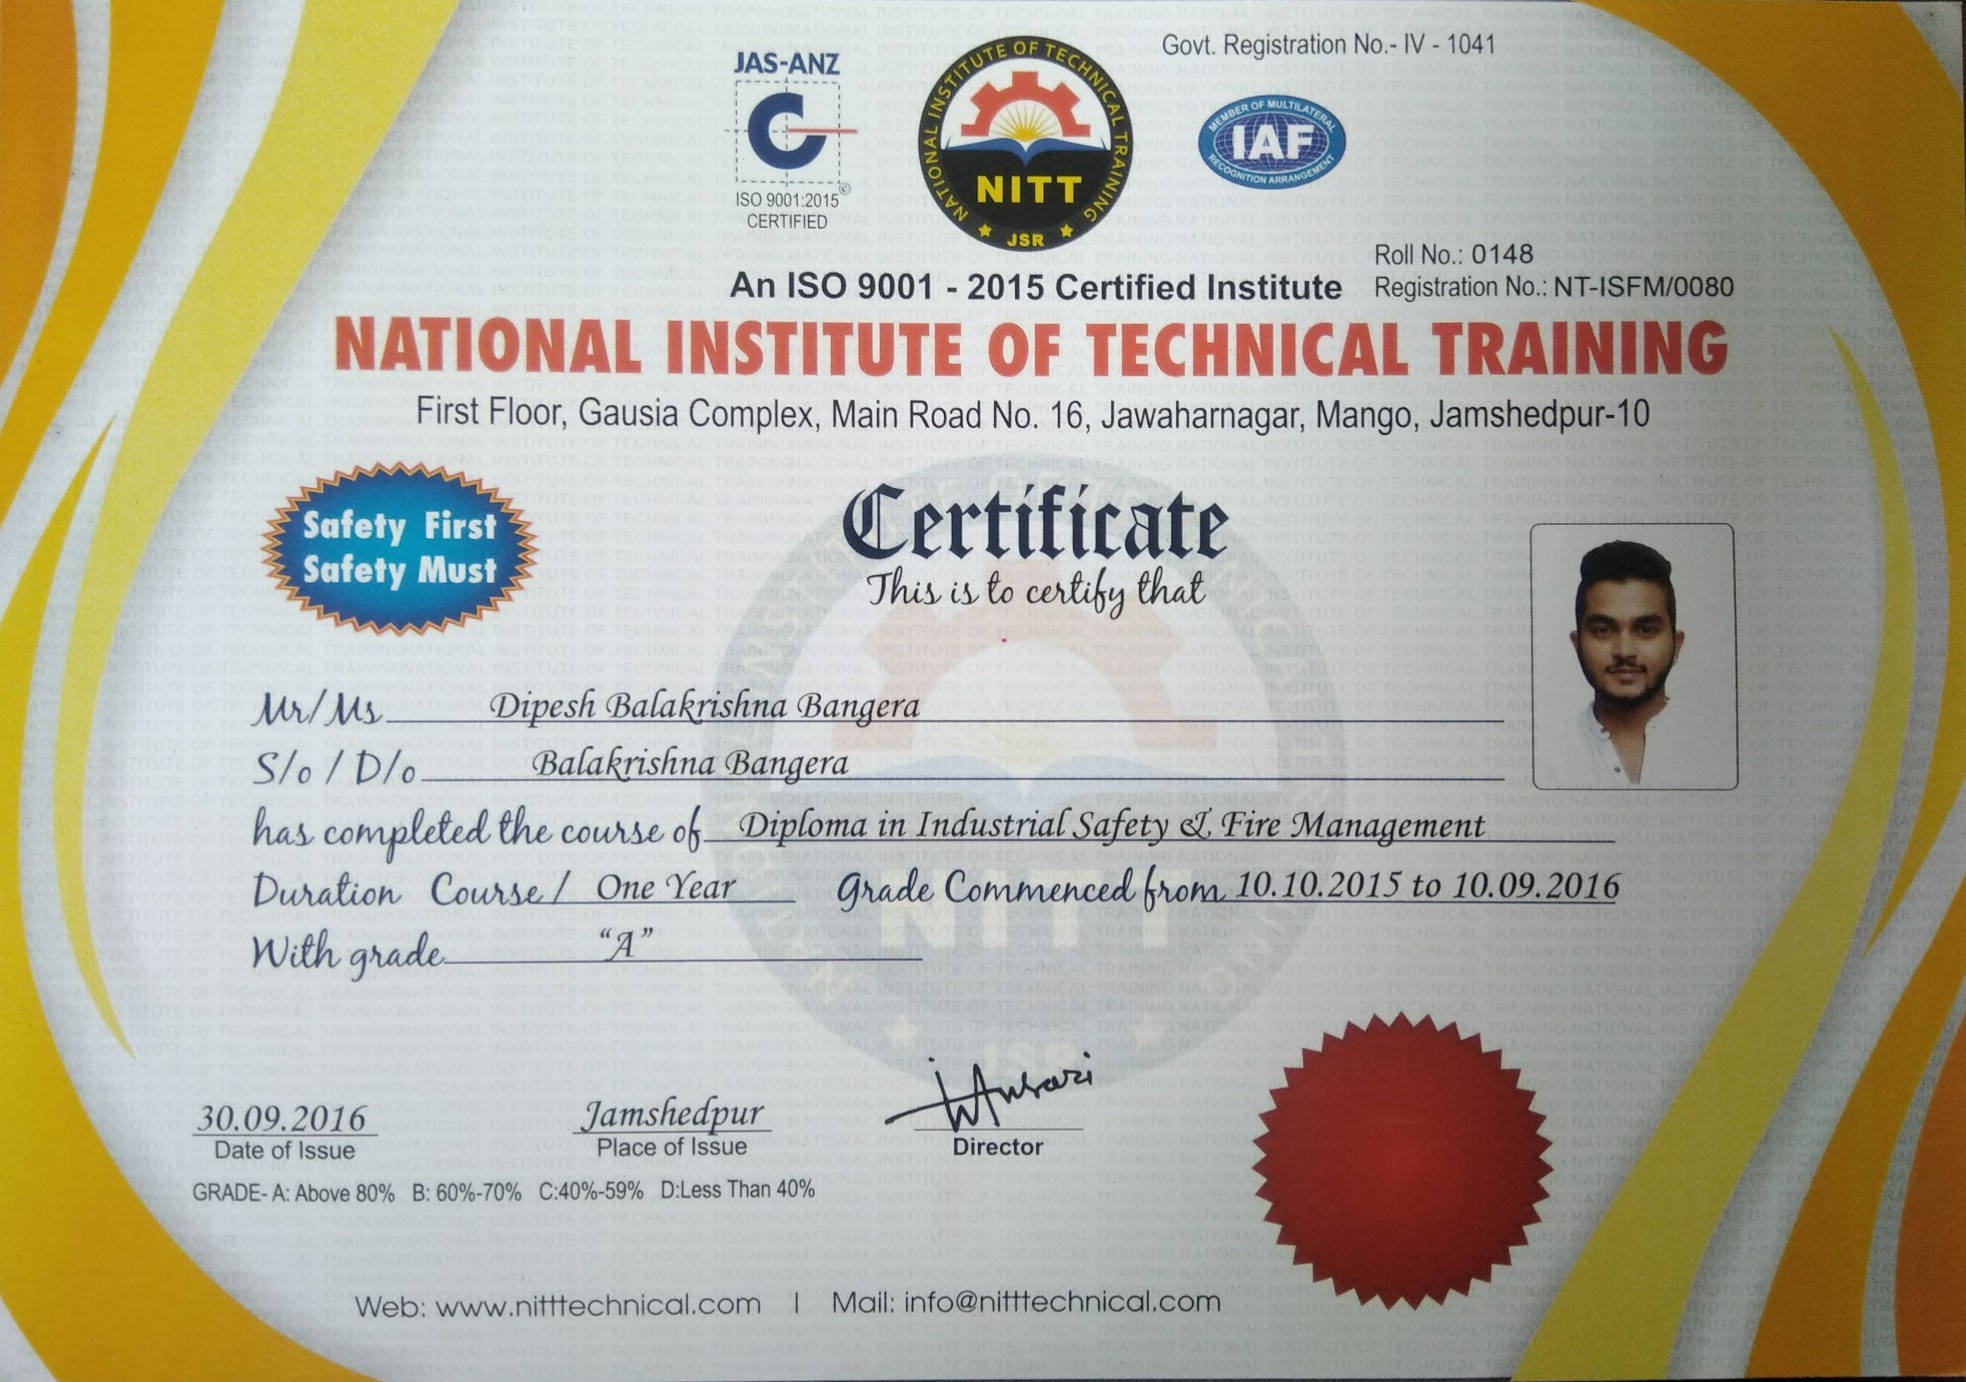 Govt. Registration No.- IV - 1041
JAS-ANZ
C
ISO 9001:2015
CERTIFIED
©
NATIONAL INSTITUTE OF TECHNICAL TRAINING
NITT
JSR
MEMBER OF MULTILATERAL
IAF
RECOGNITION ARRANGEMENT
Roll No.: 0148
An ISO 9001 - 2015 Certified Institute
Registration No.: NT-ISFM/0080
NATIONAL INSTITUTE OF TECHNICAL TRAINING
First Floor, Gausia Complex, Main Road No. 16, Jawaharnagar, Mango, Jamshedpur-10
Safety First
Safety Must
Certificate
This is to certify that
Mr/Ms Dipesh Balakrishna Bangera
S/o / D/o Balakrishna Bangera
has completed the course of Diploma in Industrial Safety & Fire Management
Duration Course / One Year Grade Commenced from 10.10.2015 to 10.09.2016
With grade “A”
30.09.2016
Date of Issue
Jamshedpur
Place of Issue
Director
GRADE- A: Above 80% B: 60%-70% C:40%-59% D:Less Than 40%
Web: www.nitttechnical.com | Mail: info@nitttechnical.com